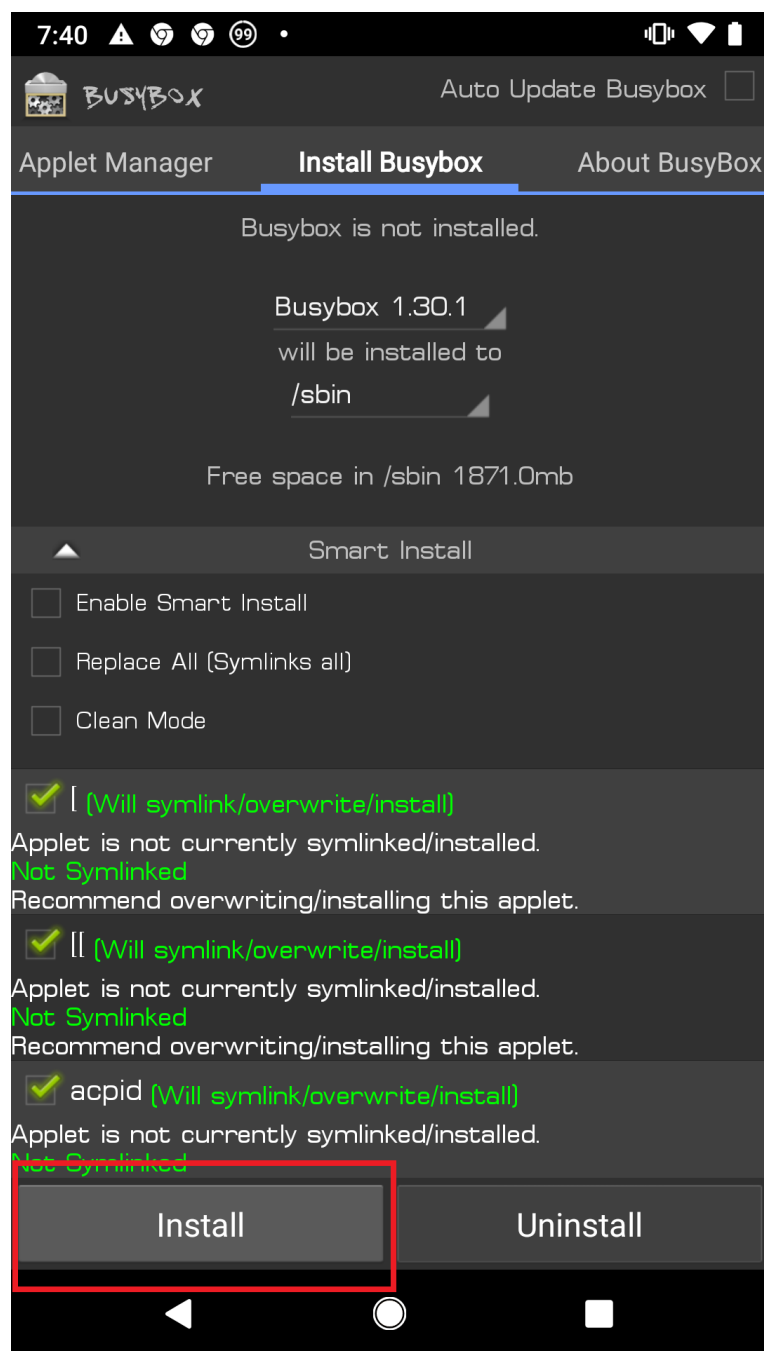 7:40 99
BUSYBOX Auto Update Busybox
Applet Manager Install Busybox About BusyBox
Busybox is not installed.
Busybox 1.30.1
will be installed to
/sbin
Free space in /sbin 1871.0mb
Smart Install
Enable Smart Install
Replace All (Symlinks all)
Clean Mode
[ (Will symlink/overwrite/install)
Applet is not currently symlinked/installed.
Not Symlinked
Recommend overwriting/installing this applet.
[[ (Will symlink/overwrite/install)
Applet is not currently symlinked/installed.
Not Symlinked
Recommend overwriting/installing this applet.
acpid (Will symlink/overwrite/install)
Applet is not currently symlinked/installed.
Not Symlinked
Install Uninstall